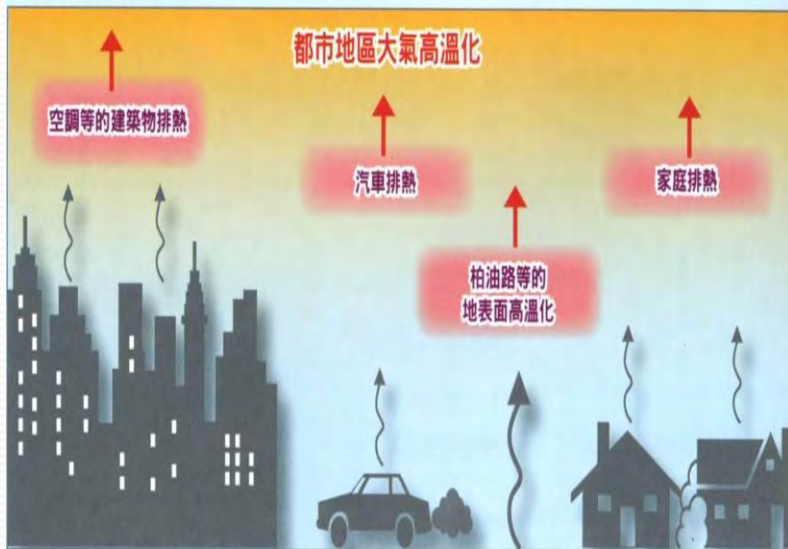 都市地區大氣高溫化
空調等的建築物排熱
汽車排熱
家庭排熱
柏油路等的
地表面高溫化